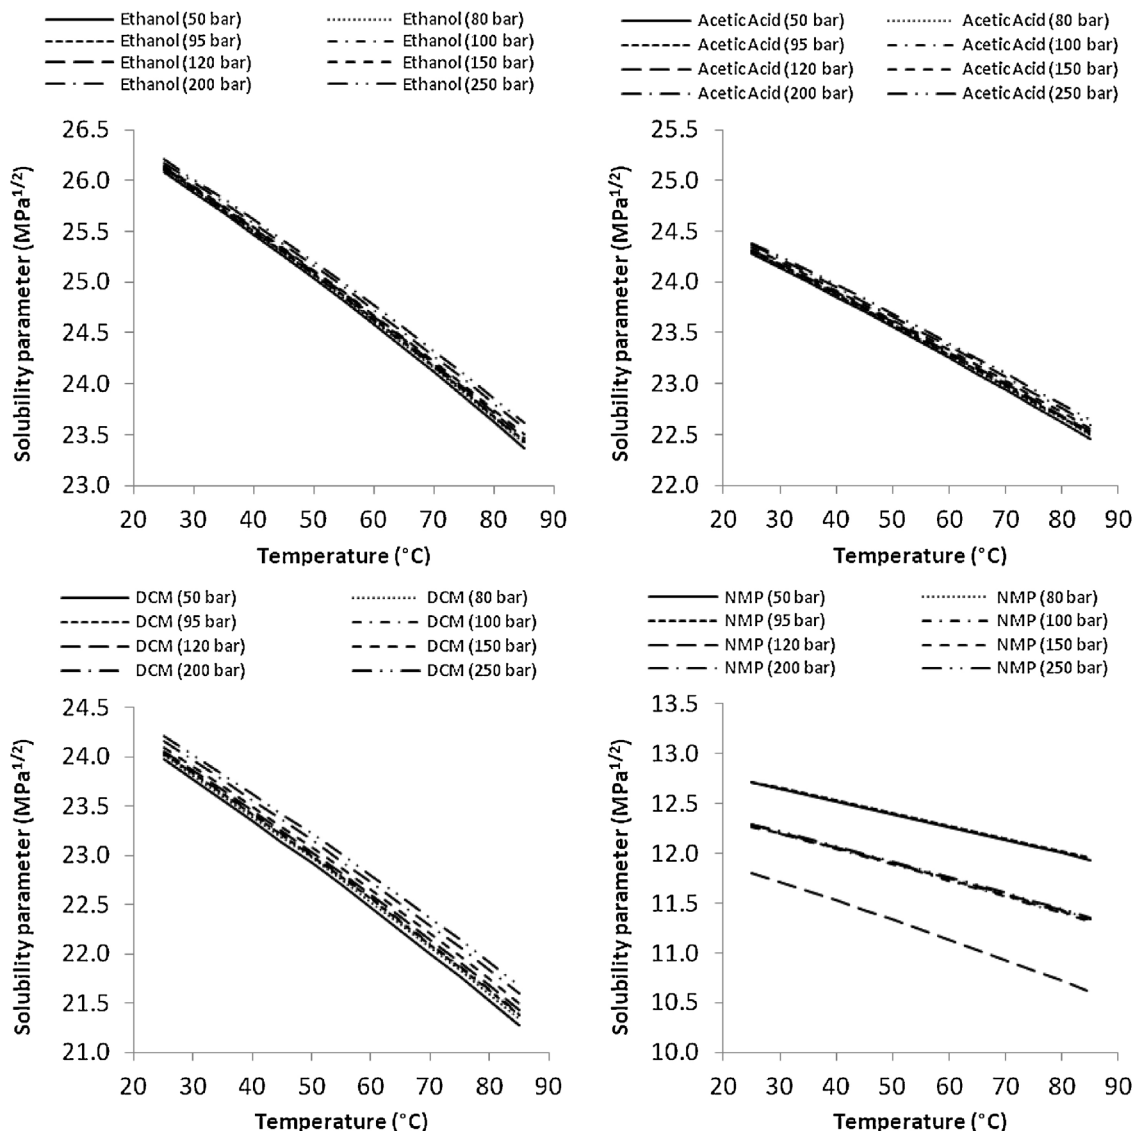 Ethanol (50 bar) Ethanol (80 bar)
Ethanol (95 bar) Ethanol (100 bar)
Ethanol (120 bar) Ethanol (150 bar)
Ethanol (200 bar) Ethanol (250 bar)
Solubility parameter (MPa1/2)
26.5
26.0
25.5
25.0
24.5
24.0
23.5
23.0
20 30 40 50 60 70 80 90
Temperature (°C)
Acetic Acid (50 bar) Acetic Acid (80 bar)
Acetic Acid (95 bar) Acetic Acid (100 bar)
Acetic Acid (120 bar) Acetic Acid (150 bar)
Acetic Acid (200 bar) Acetic Acid (250 bar)
Solubility parameter (MPa1/2)
25.5
25.0
24.5
24.0
23.5
23.0
22.5
22.0
20 30 40 50 60 70 80 90
Temperature (°C)
DCM (50 bar) DCM (80 bar)
DCM (95 bar) DCM (100 bar)
DCM (120 bar) DCM (150 bar)
DCM (200 bar) DCM (250 bar)
Solubility parameter (MPa1/2)
24.5
24.0
23.5
23.0
22.5
22.0
21.5
21.0
20 30 40 50 60 70 80 90
Temperature (°C)
NMP (50 bar) NMP (80 bar)
NMP (95 bar) NMP (100 bar)
NMP (120 bar) NMP (150 bar)
NMP (200 bar) NMP (250 bar)
Solubility parameter (MPa1/2)
13.5
13.0
12.5
12.0
11.5
11.0
10.5
10.0
20 30 40 50 60 70 80 90
Temperature (°C)